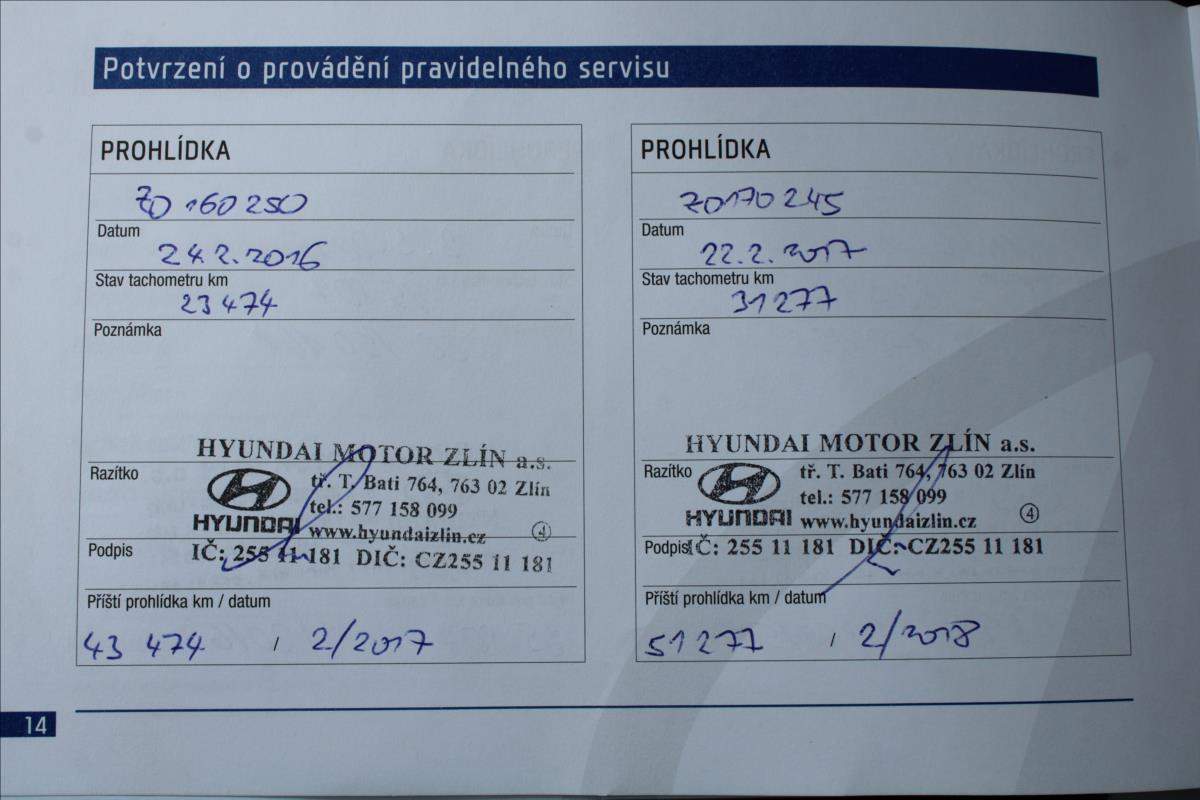 Potvrzení o provádění pravidelného servisu
PROHLÍDKA
ZO 160250
Datum
24.2.2016
Stav tachometru km
23 474
Poznámka
HYUNDAI MOTOR ZLÍN a.s.
Razítko
tř. T. Bati 764, 763 02 Zlín
tel.: 577 158 099
HYUNDAI
www.hyundaizlin.cz
4
Podpis
IČ: 255 11 181 DIČ: CZ255 11 181
Příští prohlídka km / datum
43 474 / 2/2017
PROHLÍDKA
ZO170245
Datum
22.2.2017
Stav tachometru km
31277
Poznámka
HYUNDAI MOTOR ZLÍN a.s.
Razítko
tř. T. Bati 764, 763 02 Zlín
tel.: 577 158 099
HYUNDAI
www.hyundaizlin.cz
4
Podpis
IČ: 255 11 181 DIČ: CZ255 11 181
Příští prohlídka km / datum
51277 / 2/2018
14